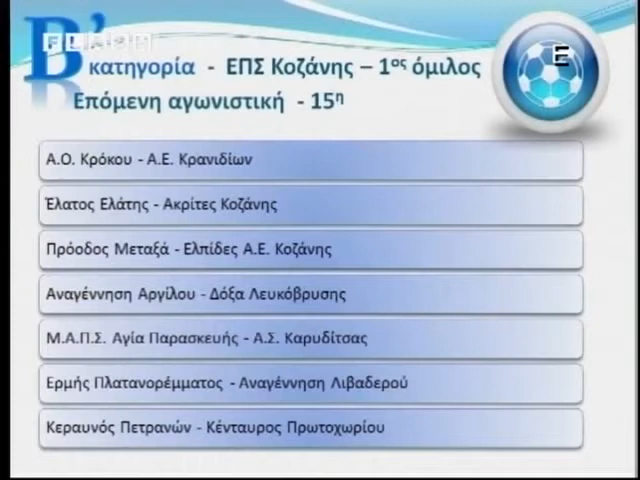 Β' κατηγορία - ΕΠΣ Κοζάνης – 1ος όμιλος
Επόμενη αγωνιστική - 15η
Α.Ο. Κρόκου - Α.Ε. Κρανιδίων
Έλατος Ελάτης - Ακρίτες Κοζάνης
Πρόοδος Μεταξά - Ελπίδες Α.Ε. Κοζάνης
Αναγέννηση Αργίλου - Δόξα Λευκόβρυσης
Μ.Α.Π.Σ. Αγία Παρασκευής - Α.Σ. Καρυδίτσας
Ερμής Πλατανορέμματος - Αναγέννηση Λιβαδερού
Κεραυνός Πετρανών - Κένταυρος Πρωτοχωρίου
E